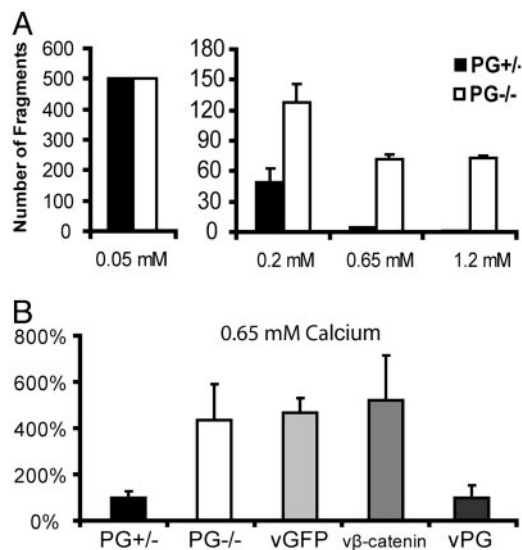 A
Number of Fragments
600
500
400
300
200
100
0
0.05 mM
180
150
120
90
60
30
0
0.2 mM 0.65 mM 1.2 mM
PG+/-
PG-/-
B
0.65 mM Calcium
800%
600%
400%
200%
0%
PG+/- PG-/- vGFP vβ-catenin vPG